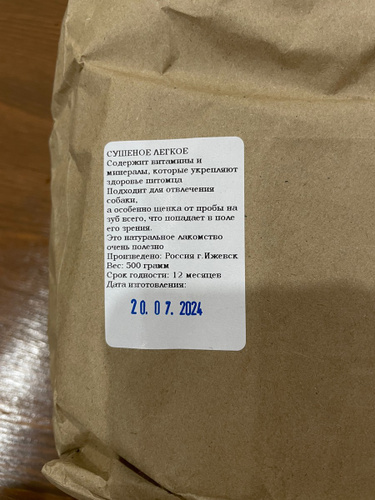 СУШЕНОЕ ЛЕГКОЕ
Содержит витамины и
минералы, которые укрепляют
здоровье питомца
Подходит для отвлечения
собаки,
а особенно щенка от пробы на
зуб всего, что попадает в поле
его зрения.
Это натуральное лакомство
очень полезно
Произведено: Россия г.Ижевск
Вес: 500 грамм
Срок годности: 12 месяцев
Дата изготовления:
20. 07. 2024